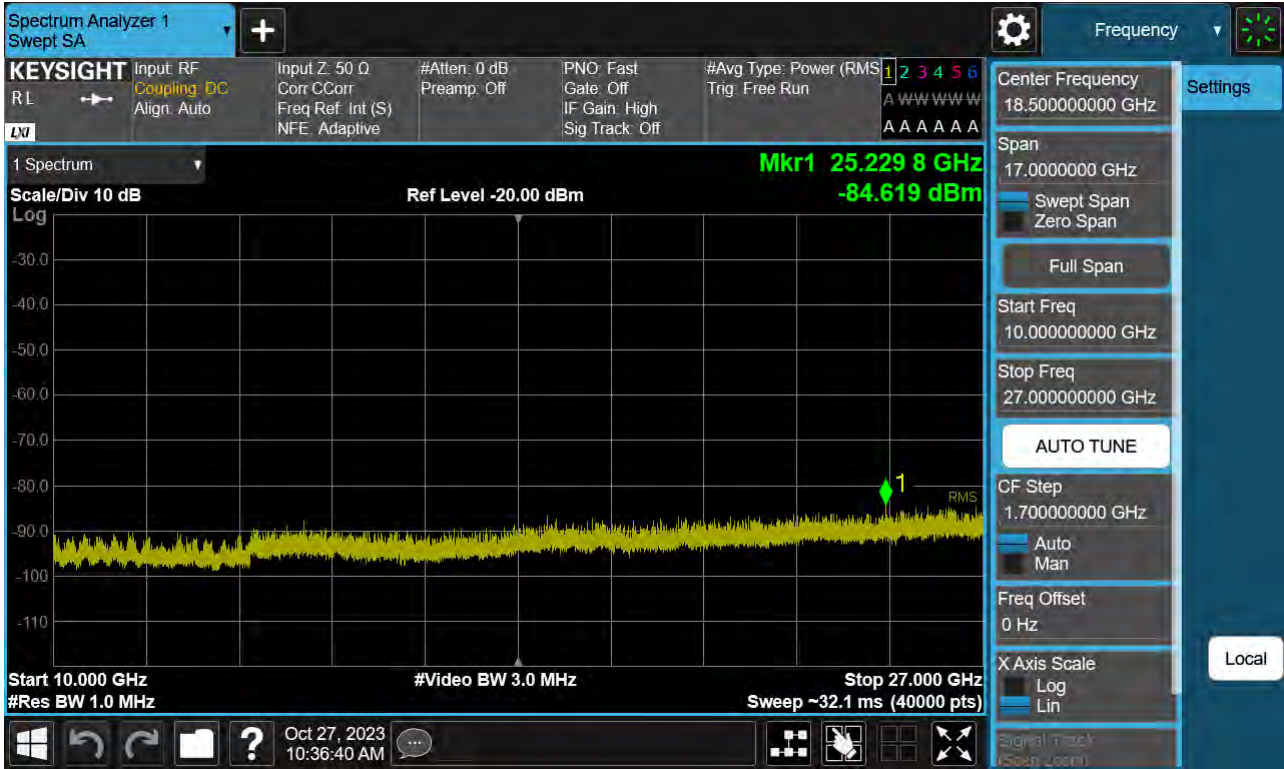 Spectrum Analyzer 1
Swept SA
Frequency
KEYSIGHT
R L
LXI
Input: RF
Coupling: DC
Align: Auto
Input Z: 50 Ω
Corr CCorr
Freq Ref: Int (S)
NFE: Adaptive
#Atten: 0 dB
Preamp: Off
PNO: Fast
Gate: Off
IF Gain: High
Sig Track: Off
#Avg Type: Power (RMS
Trig: Free Run
1 2 3 4 5 6
A W W W W W
A A A A A A
1 Spectrum
Mkr1 25.229 8 GHz
Scale/Div 10 dB
Ref Level -20.00 dBm
-84.619 dBm
Log
-30.0
-40.0
-50.0
-60.0
-70.0
-80.0
1
RMS
-90.0
-100
-110
Start 10.000 GHz
#Video BW 3.0 MHz
Stop 27.000 GHz
#Res BW 1.0 MHz
Sweep ~32.1 ms (40000 pts)
?
Oct 27, 2023
10:36:40 AM
Center Frequency
18.500000000 GHz
Span
17.0000000 GHz
Swept Span
Zero Span
Full Span
Start Freq
10.000000000 GHz
Stop Freq
27.000000000 GHz
AUTO TUNE
CF Step
1.700000000 GHz
Auto
Man
Freq Offset
0 Hz
X Axis Scale
Log
Lin
Signal Track
(Span Zoom)
Settings
Local